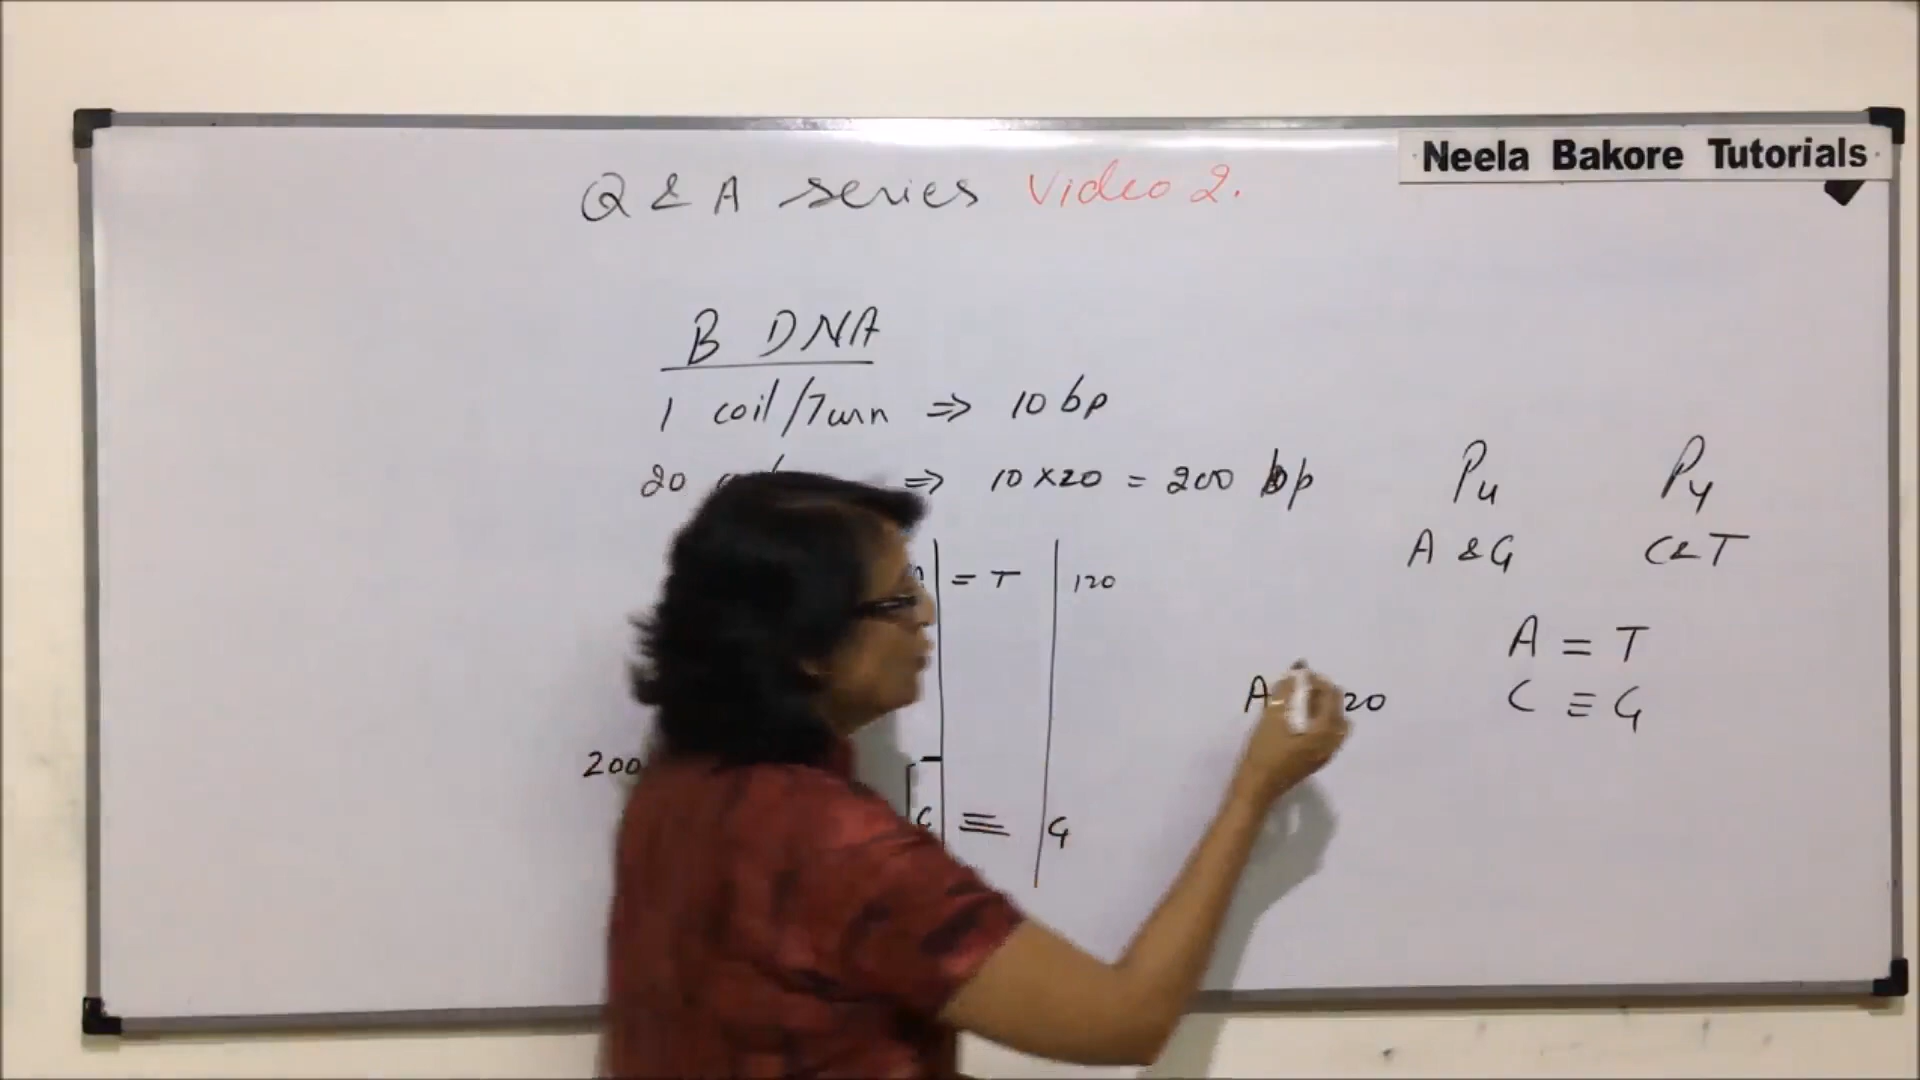 Neela Bakore Tutorials
Q & A series Video 2.
B DNA
1 coil/Turn ⇒ 10 bp
20 ⇒ 10 × 20 = 200 bp
Pu Py
A & G C & T
= T 120
A = T
A 20
C ≡ G
200
C ≡ G